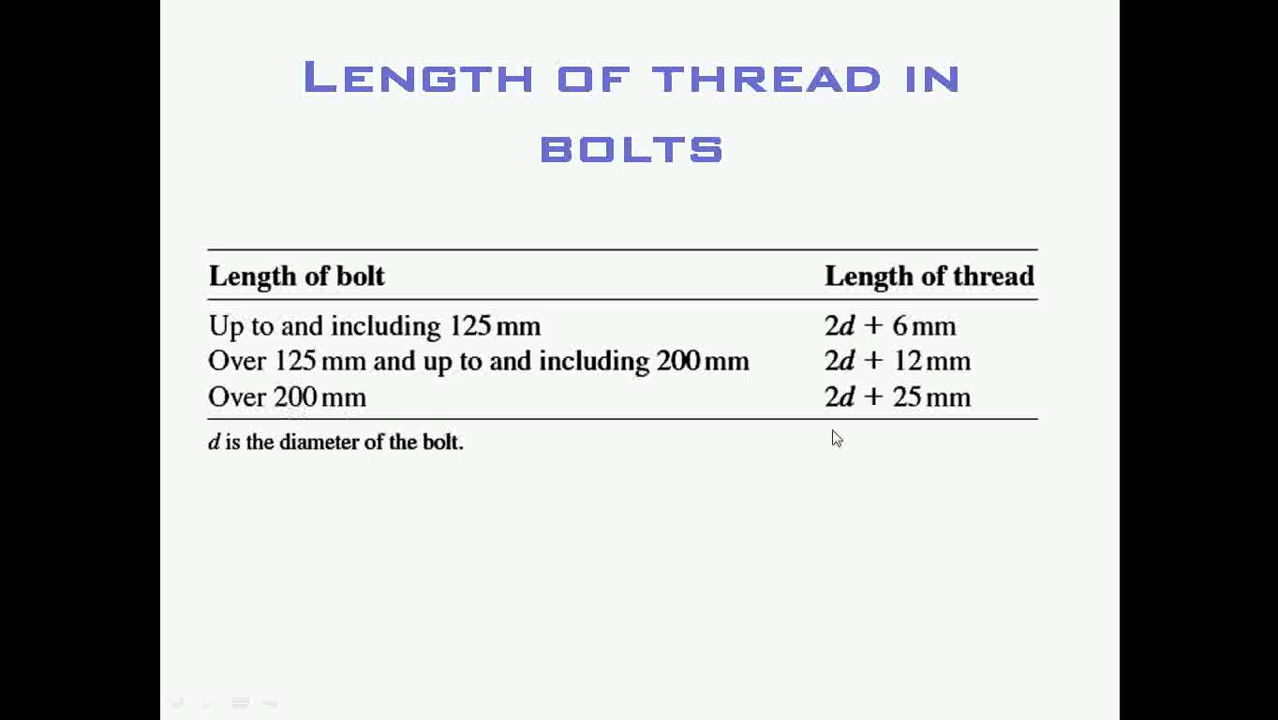 LENGTH OF THREAD IN
BOLTS
Length of bolt Length of thread
Up to and including 125 mm 2d + 6 mm
Over 125 mm and up to and including 200 mm 2d + 12 mm
Over 200 mm 2d + 25 mm
d is the diameter of the bolt.